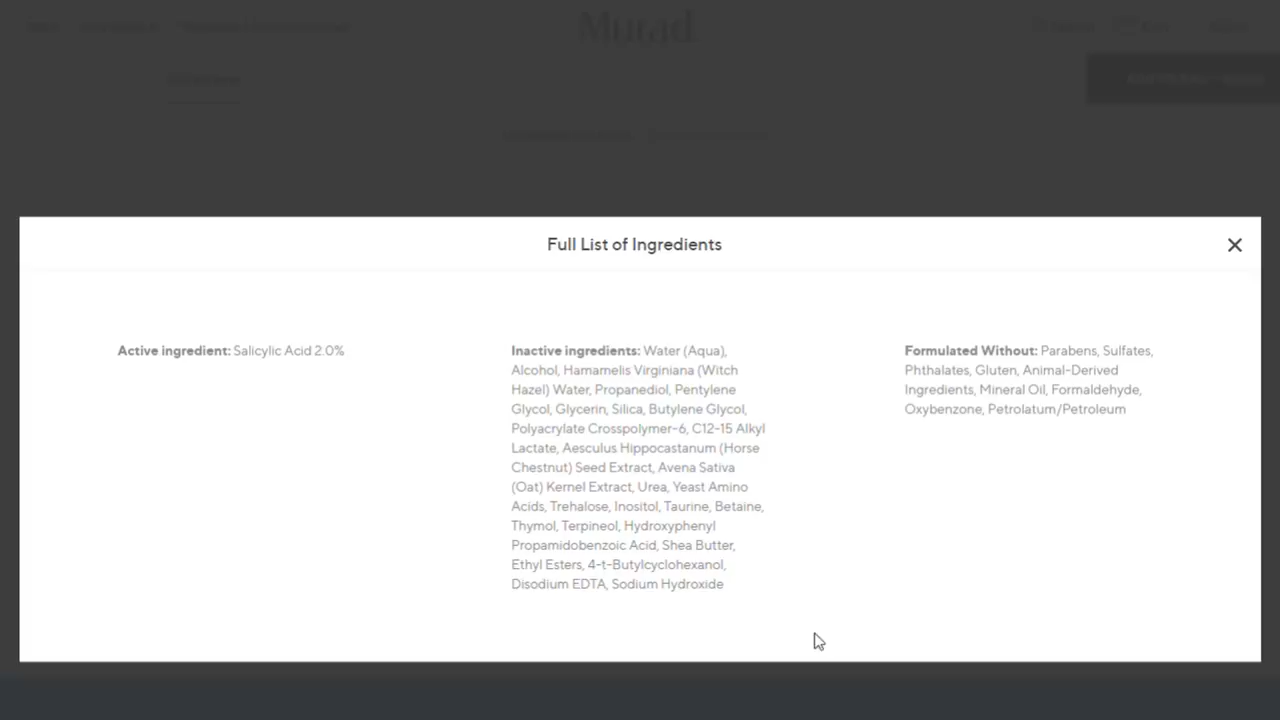 Murad
Full List of Ingredients
Active ingredient: Salicylic Acid 2.0%
Inactive ingredients: Water (Aqua),
Alcohol, Hamamelis Virginiana (Witch
Hazel) Water, Propanediol, Pentylene
Glycol, Glycerin, Silica, Butylene Glycol,
Polyacrylate Crosspolymer-6, C12-15 Alkyl
Lactate, Aesculus Hippocastanum (Horse
Chestnut) Seed Extract, Avena Sativa
(Oat) Kernel Extract, Urea, Yeast Amino
Acids, Trehalose, Inositol, Taurine, Betaine,
Thymol, Terpineol, Hydroxyphenyl
Propamidobenzoic Acid, Shea Butter,
Ethyl Esters, 4-t-Butylcyclohexanol,
Disodium EDTA, Sodium Hydroxide
Formulated Without: Parabens, Sulfates,
Phthalates, Gluten, Animal-Derived
Ingredients, Mineral Oil, Formaldehyde,
Oxybenzone, Petrolatum/Petroleum